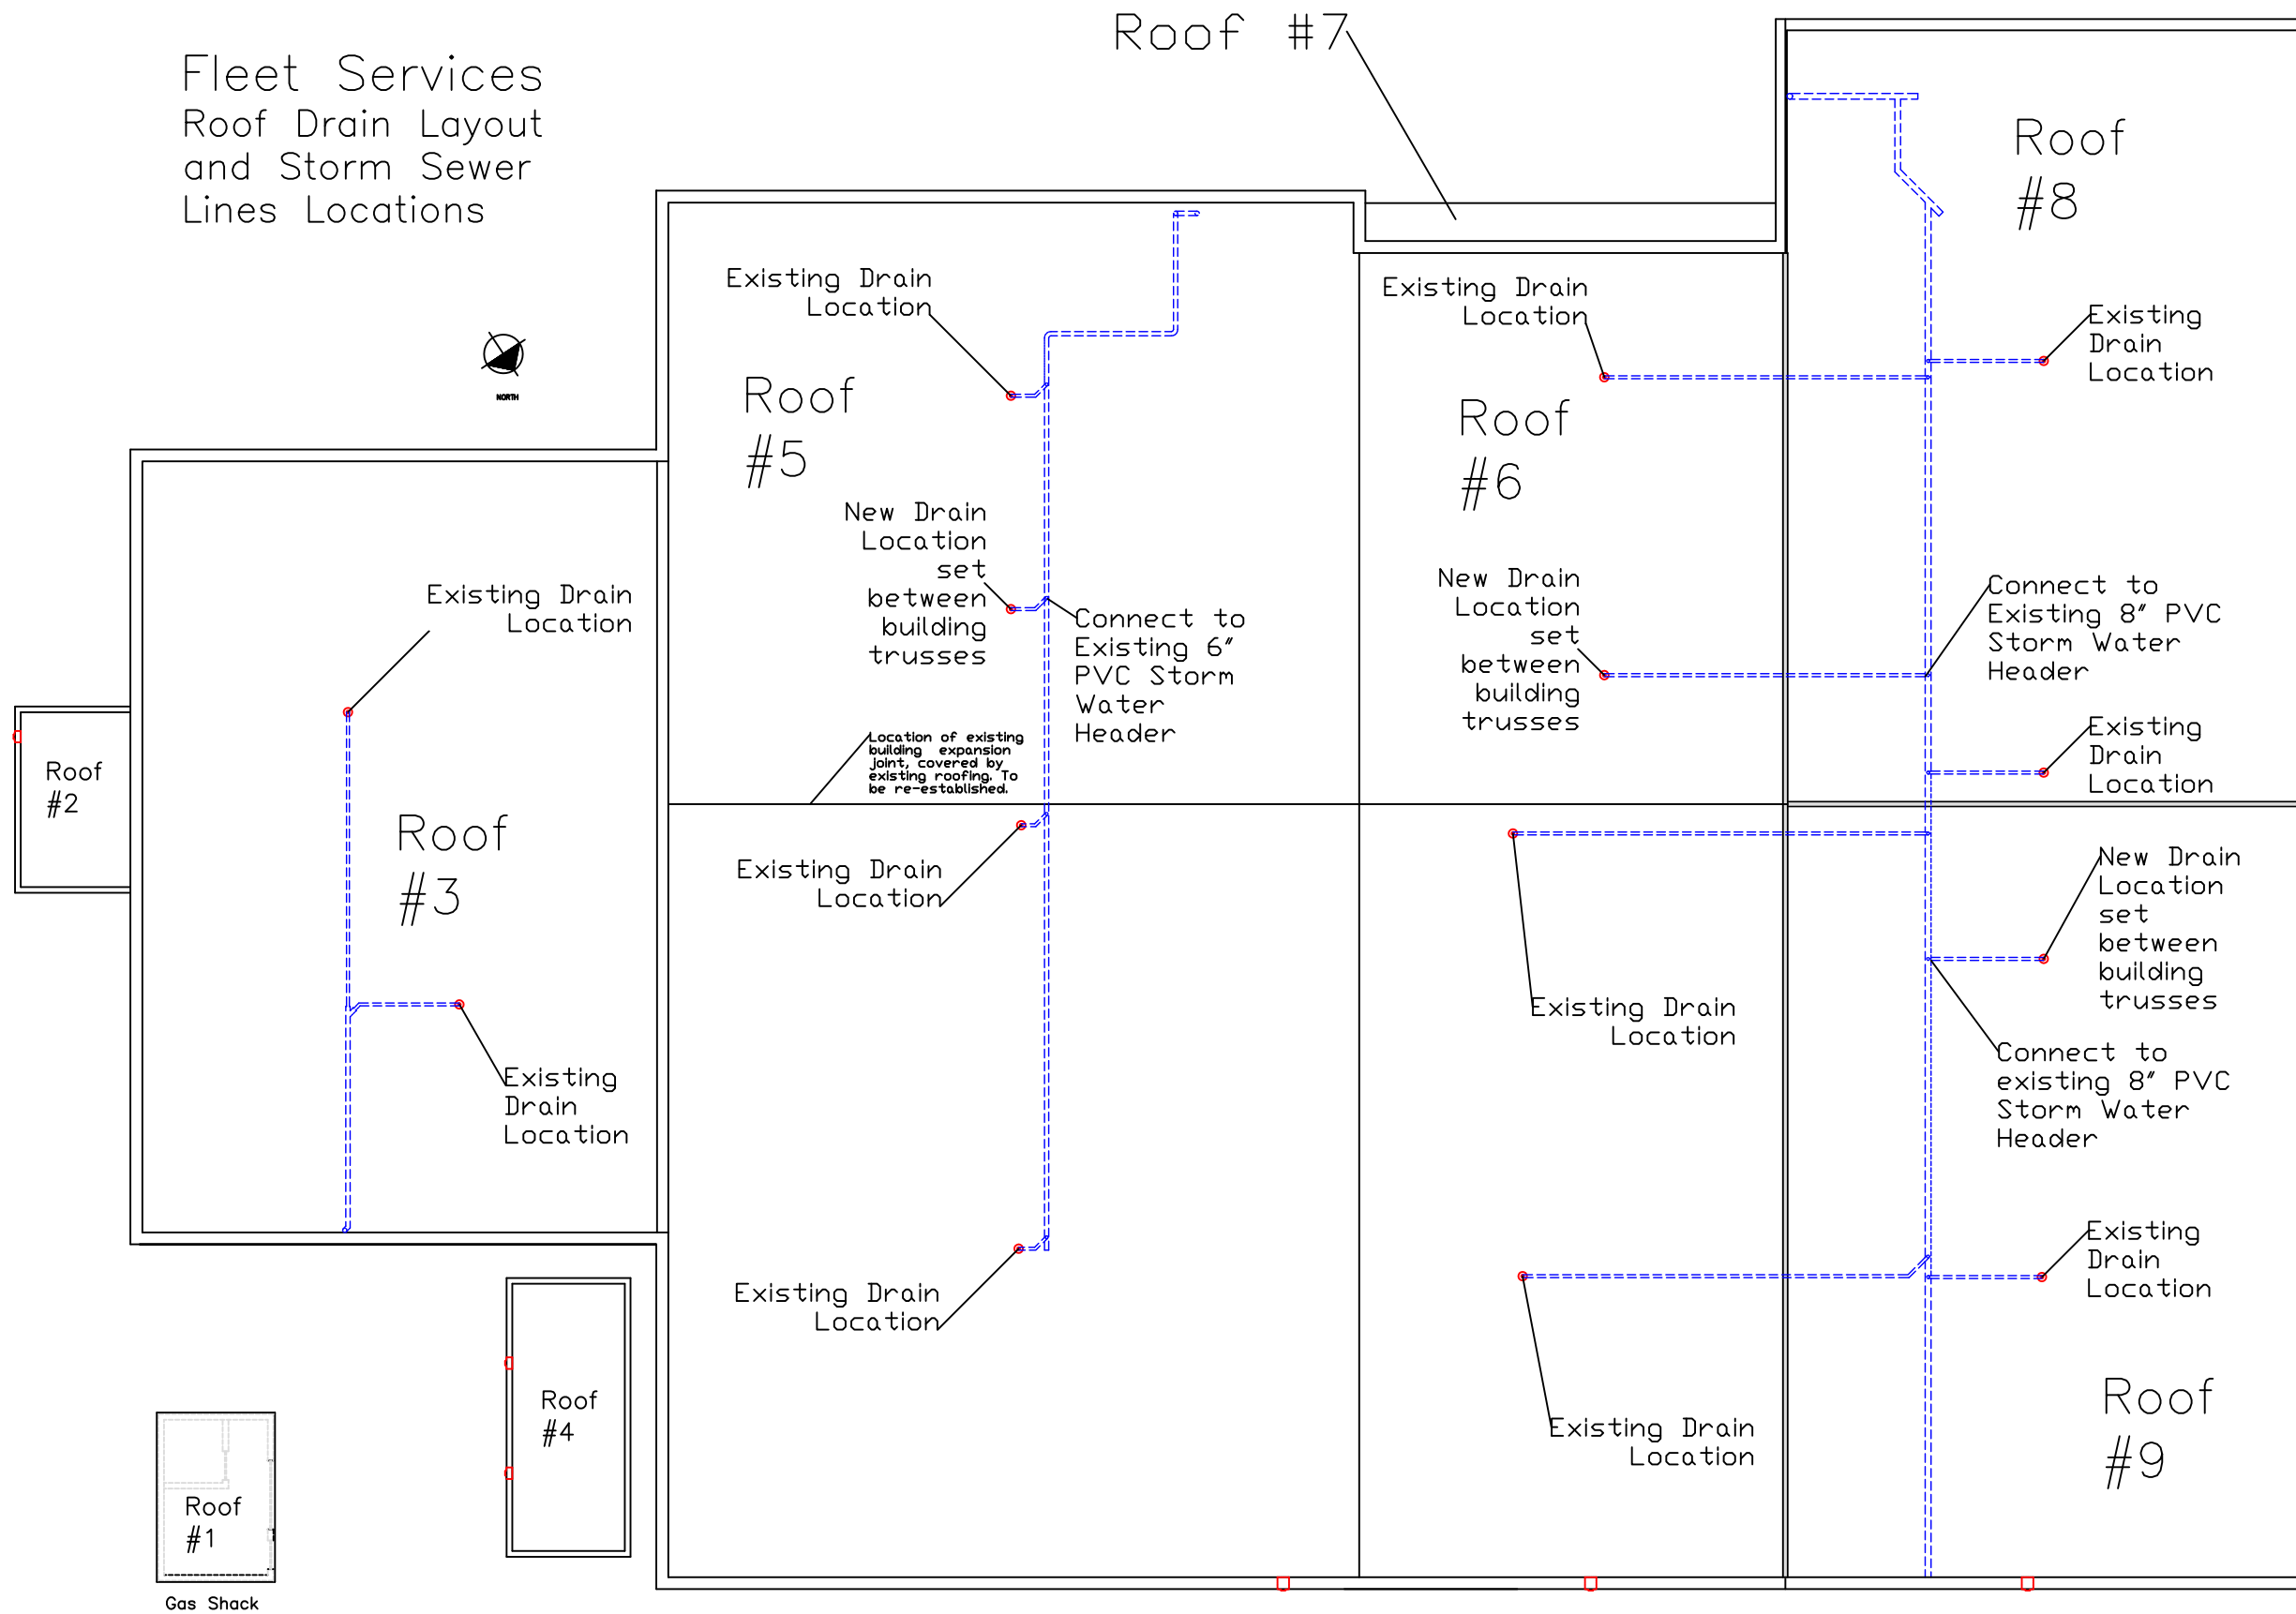 Roof #7
Fleet Services
Roof Drain Layout
and Storm Sewer
Lines Locations
NORTH
Roof
#8
Existing Drain
Location
Roof
#5
Existing Drain
Location
Roof
#6
Existing
Drain
Location
New Drain
Location
set
between
building
trusses
Connect to
Existing 6"
PVC Storm
Water
Header
New Drain
Location
set
between
building
trusses
Connect to
Existing 8" PVC
Storm Water
Header
Existing Drain
Location
Roof
#2
Roof
#3
Location of existing
building expansion
joint, covered by
existing roofing. To
be re-established.
Existing
Drain
Location
Existing Drain
Location
New Drain
Location
set
between
building
trusses
Existing Drain
Location
Existing
Drain
Location
Connect to
existing 8" PVC
Storm Water
Header
Existing Drain
Location
Existing
Drain
Location
Existing Drain
Location
Roof
#9
Roof
#4
Roof
#1
Gas Shack